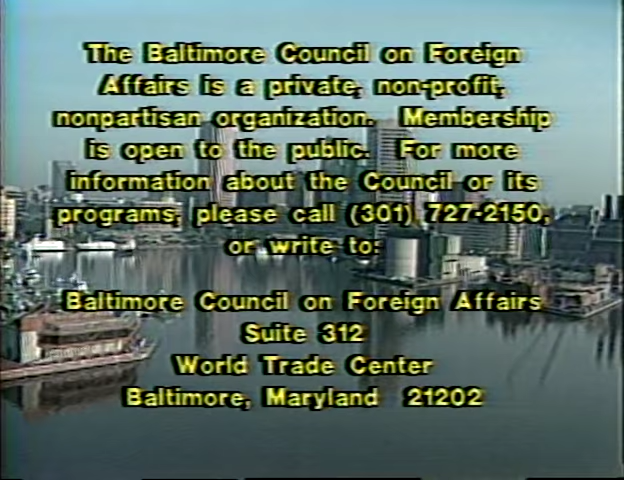 The Baltimore Council on Foreign
Affairs is a private, non-profit,
nonpartisan organization. Membership
is open to the public. For more
information about the Council or its
programs, please call (301) 727-2150,
or write to:
Baltimore Council on Foreign Affairs
Suite 312
World Trade Center
Baltimore, Maryland 21202